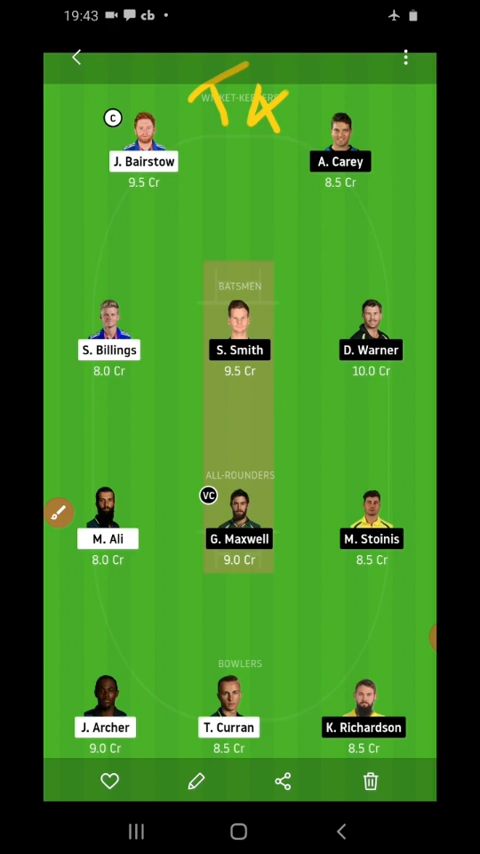 19:43 cb
T4
WICKET-KEEPERS
C
J. Bairstow A. Carey
9.5 Cr 8.5 Cr
BATSMEN
S. Billings S. Smith D. Warner
8.0 Cr 9.5 Cr 10.0 Cr
ALL-ROUNDERS
VC
M. Ali G. Maxwell M. Stoinis
8.0 Cr 9.0 Cr 8.5 Cr
BOWLERS
J. Archer T. Curran K. Richardson
9.0 Cr 8.5 Cr 8.5 Cr